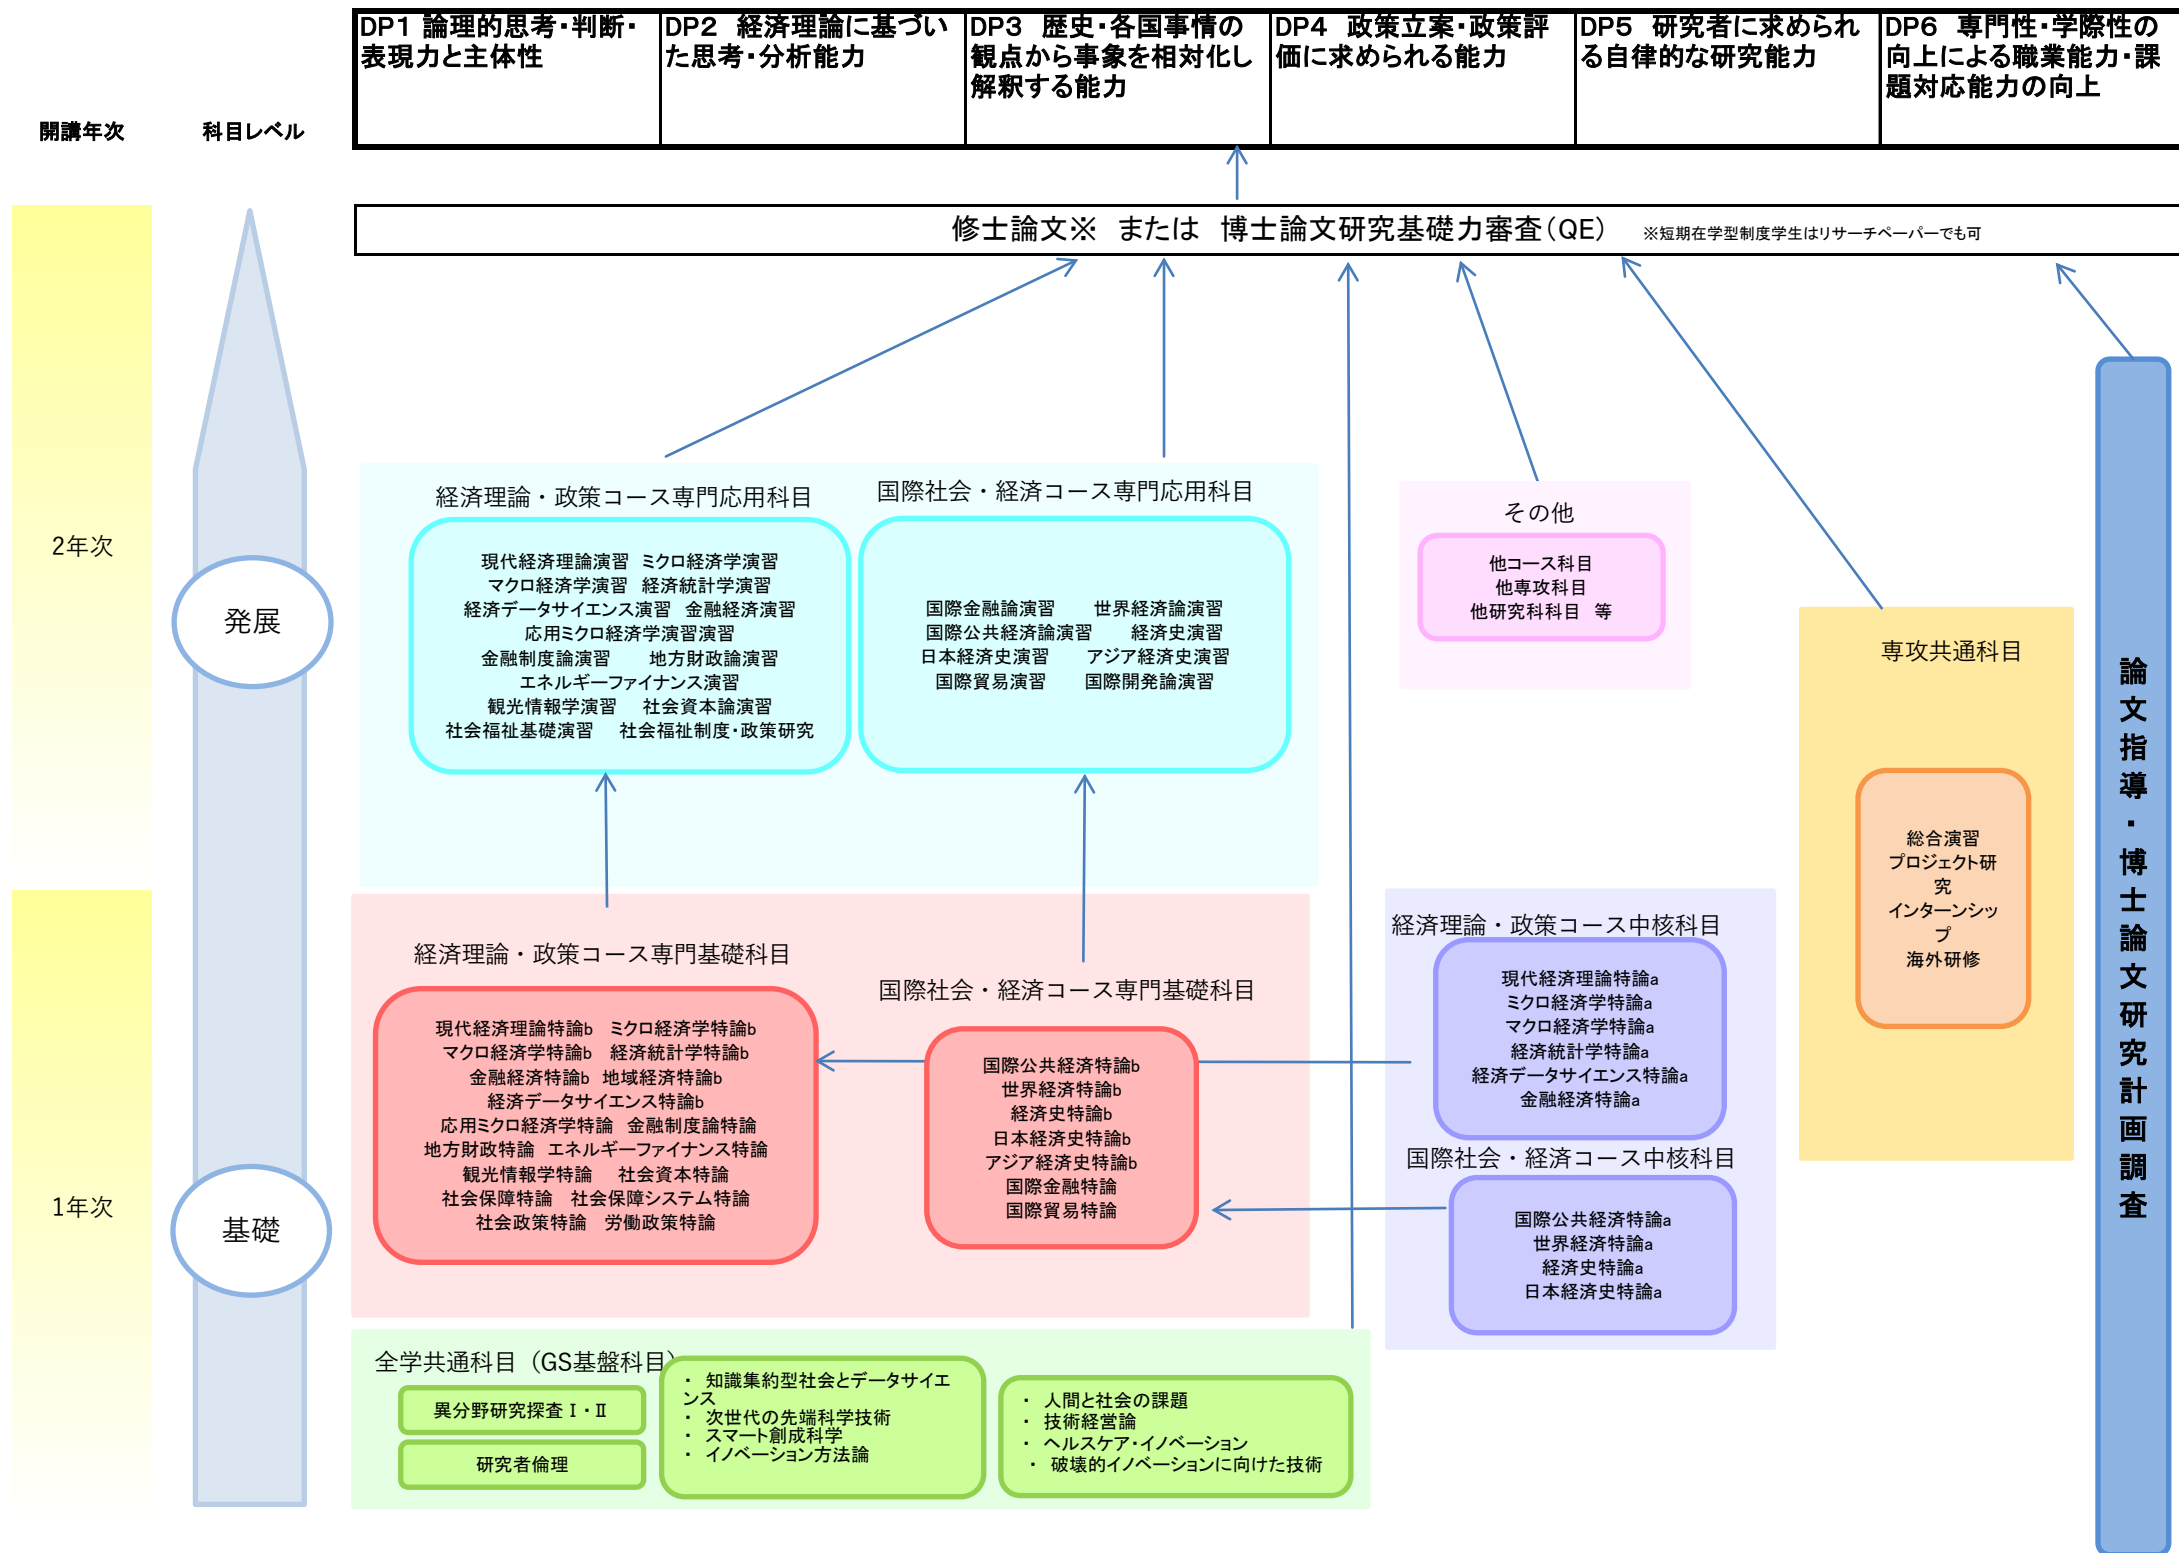 DP1 論理的思考・判断・
表現力と主体性
DP2　経済理論に基づい
た思考・分析能力
DP3　歴史・各国事情の
観点から事象を相対化し
解釈する能力
DP4　政策立案・政策評
価に求められる能力
DP5　研究者に求められ
る自律的な研究能力
DP6　専門性・学際性の
向上による職業能力・課
題対応能力の向上
開講年次
科目レベル
修士論文※　または　博士論文研究基礎力審査（QE）　※短期在学型制度学生はリサーチペーパーでも可
2年次
発展
経済理論・政策コース専門応用科目
現代経済理論演習　ミクロ経済学演習
マクロ経済学演習　経済統計学演習
経済データサイエンス演習　金融経済演習
応用ミクロ経済学演習演習
金融制度論演習　　地方財政論演習
エネルギーファイナンス演習
観光情報学演習　　社会資本論演習
社会福祉基礎演習　　社会福祉制度・政策研究
国際社会・経済コース専門応用科目
国際金融論演習　　世界経済論演習
国際公共経済論演習　　経済史演習
日本経済史演習　　アジア経済史演習
国際貿易演習　　国際開発論演習
その他
他コース科目
他専攻科目
他研究科科目　等
専攻共通科目
総合演習
プロジェクト研
究
インターンシッ
プ
海外研修
論文指導・博士論文研究計画調査
1年次
基礎
経済理論・政策コース専門基礎科目
現代経済理論特論b　ミクロ経済学特論b
マクロ経済学特論b　経済統計学特論b
金融経済特論b　地域経済特論b
経済データサイエンス特論b
応用ミクロ経済学特論　金融制度論特論
地方財政特論　エネルギーファイナンス特論
観光情報学特論　　社会資本特論
社会保障特論　社会保障システム特論
社会政策特論　労働政策特論
国際社会・経済コース専門基礎科目
国際公共経済特論b
世界経済特論b
経済史特論b
日本経済史特論b
アジア経済史特論b
国際金融特論
国際貿易特論
経済理論・政策コース中核科目
現代経済理論特論a
ミクロ経済学特論a
マクロ経済学特論a
経済統計学特論a
経済データサイエンス特論a
金融経済特論a
国際社会・経済コース中核科目
国際公共経済特論a
世界経済特論a
経済史特論a
日本経済史特論a
全学共通科目（GS基盤科目）
異分野研究探査Ⅰ・Ⅱ
研究者倫理
・ 知識集約型社会とデータサイエ
ンス
・ 次世代の先端科学技術
・ スマート創成科学
・ イノベーション方法論
・ 人間と社会の課題
・ 技術経営論
・ ヘルスケア・イノベーション
・ 破壊的イノベーションに向けた技術